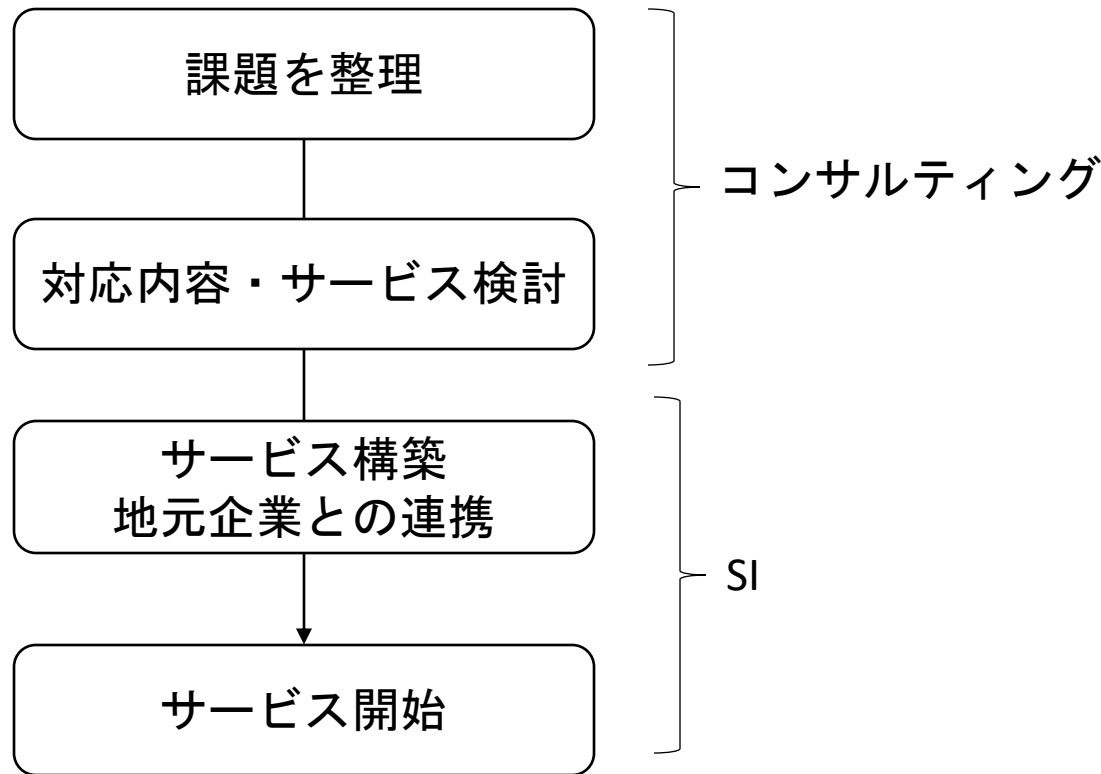 課題を整理
対応内容・サービス検討
コンサルティング
サービス構築
地元企業との連携
サービス開始
SI